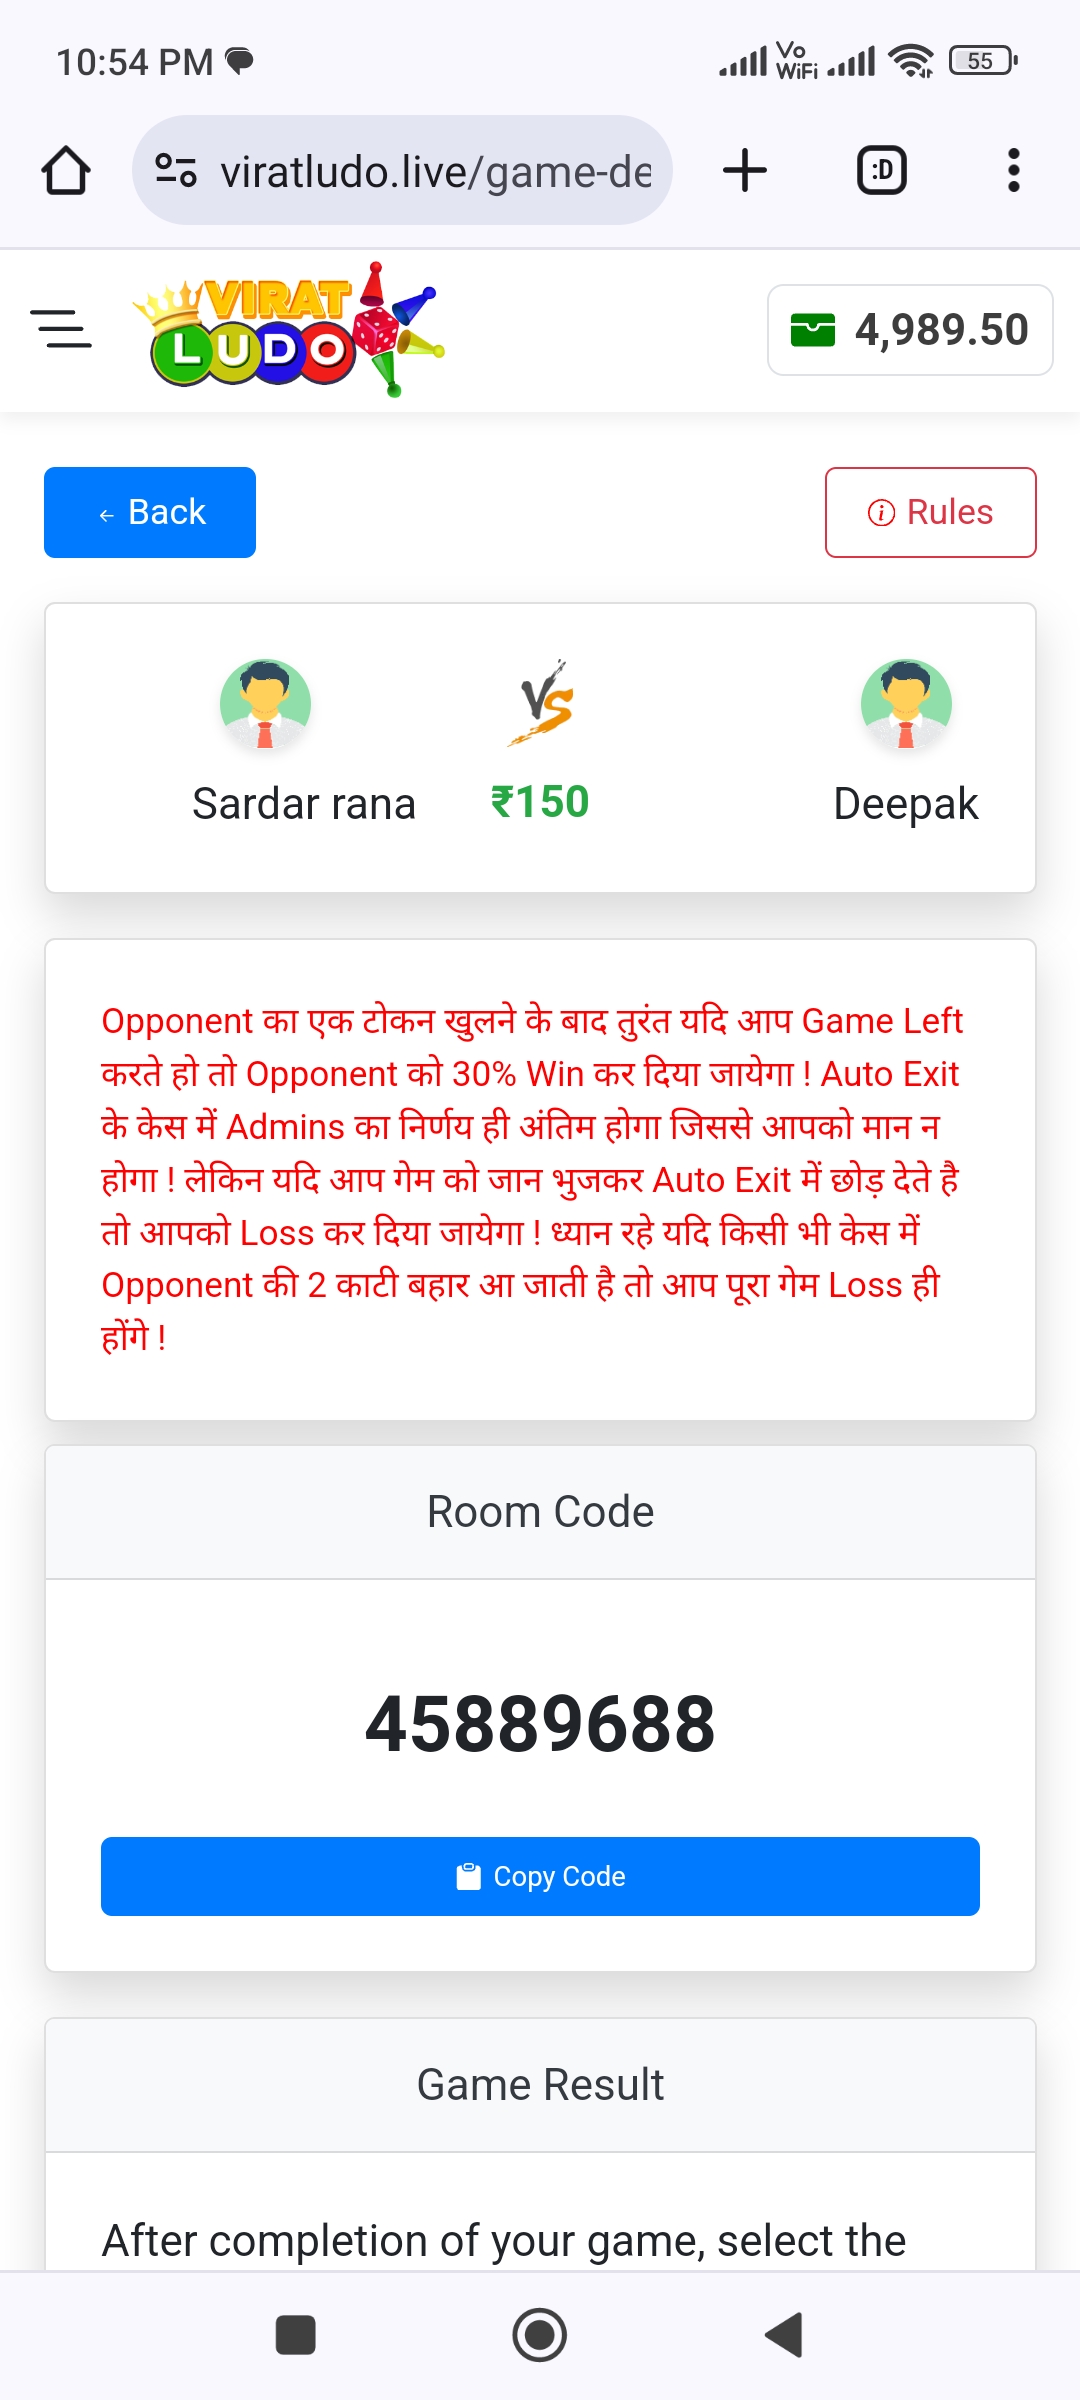 10:54 PM
Vo
WiFi
55
viratludo.live/game-de
:D
VIRAT
LUDO
4,989.50
← Back
Rules
VS
Sardar rana
₹150
Deepak
Opponent का एक टोकन खुलने के बाद तुरंत यदि आप Game Left
करते हो तो Opponent को 30% Win कर दिया जायेगा ! Auto Exit
के केस में Admins का निर्णय ही अंतिम होगा जिससे आपको मान न
होगा ! लेकिन यदि आप गेम को जान भुजकर Auto Exit में छोड़ देते है
तो आपको Loss कर दिया जायेगा ! ध्यान रहे यदि किसी भी केस में
Opponent की 2 काटी बहार आ जाती है तो आप पूरा गेम Loss ही
होंगे !
Room Code
45889688
Copy Code
Game Result
After completion of your game, select the